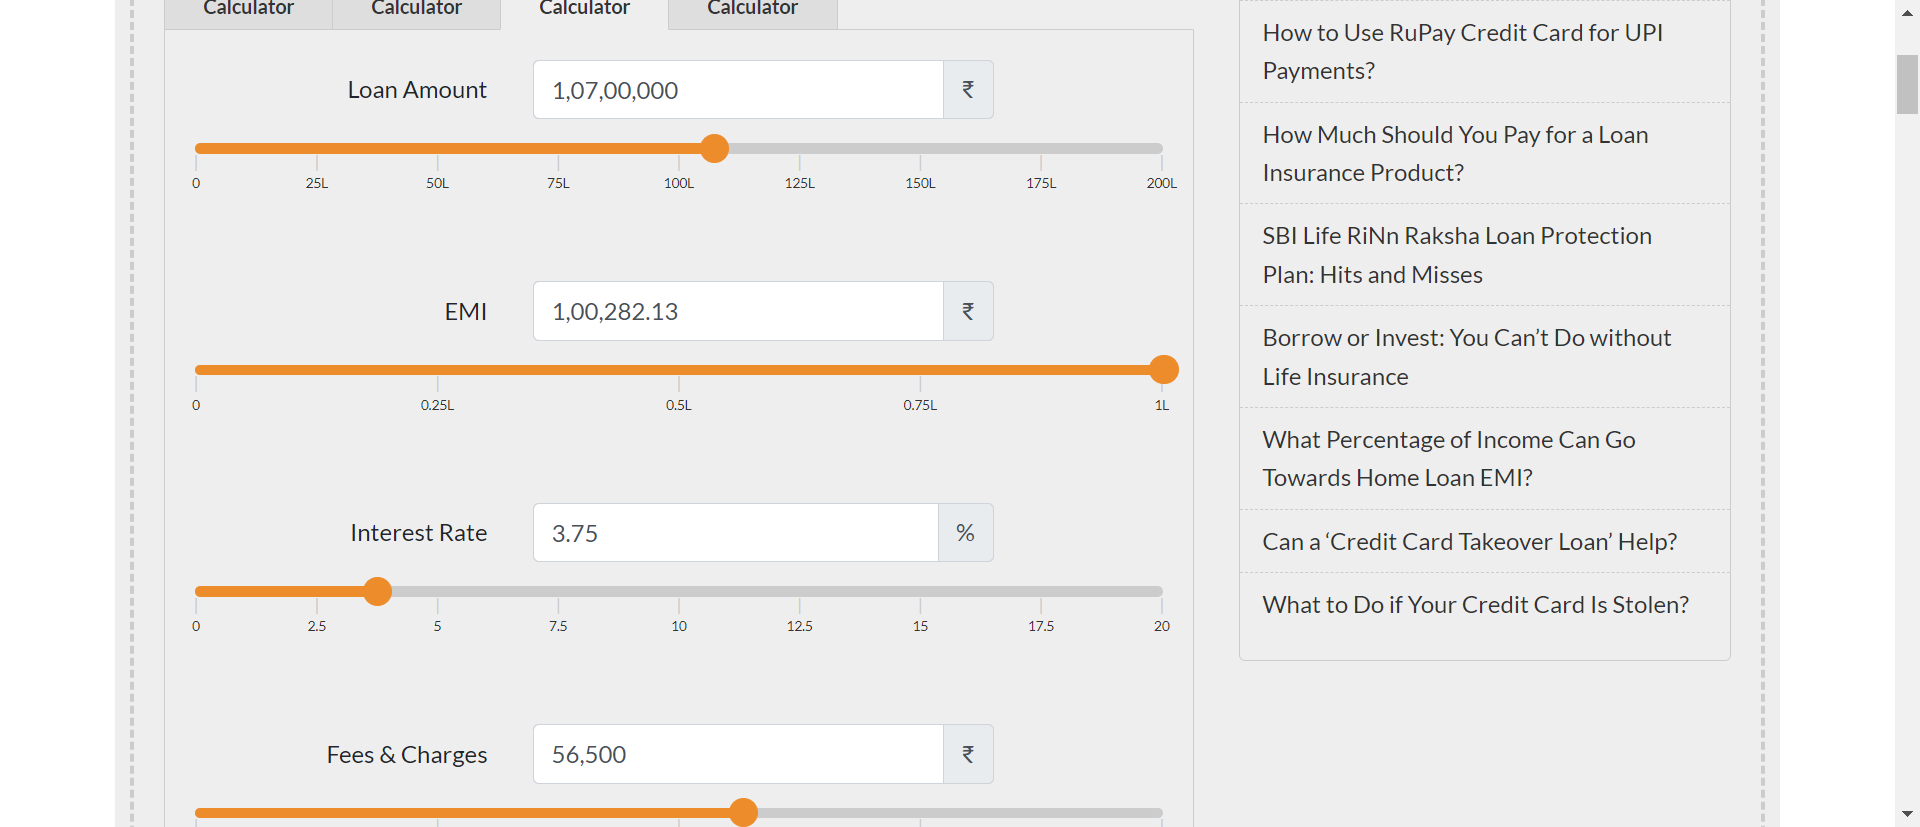 Calculator Calculator Calculator Calculator
Loan Amount 1,07,00,000 ₹
0 25L 50L 75L 100L 125L 150L 175L 200L
EMI 1,00,282.13 ₹
0 0.25L 0.5L 0.75L 1L
Interest Rate 3.75 %
0 2.5 5 7.5 10 12.5 15 17.5 20
Fees & Charges 56,500 ₹
How to Use RuPay Credit Card for UPI
Payments?
How Much Should You Pay for a Loan
Insurance Product?
SBI Life RiNn Raksha Loan Protection
Plan: Hits and Misses
Borrow or Invest: You Can’t Do without
Life Insurance
What Percentage of Income Can Go
Towards Home Loan EMI?
Can a ‘Credit Card Takeover Loan’ Help?
What to Do if Your Credit Card Is Stolen?